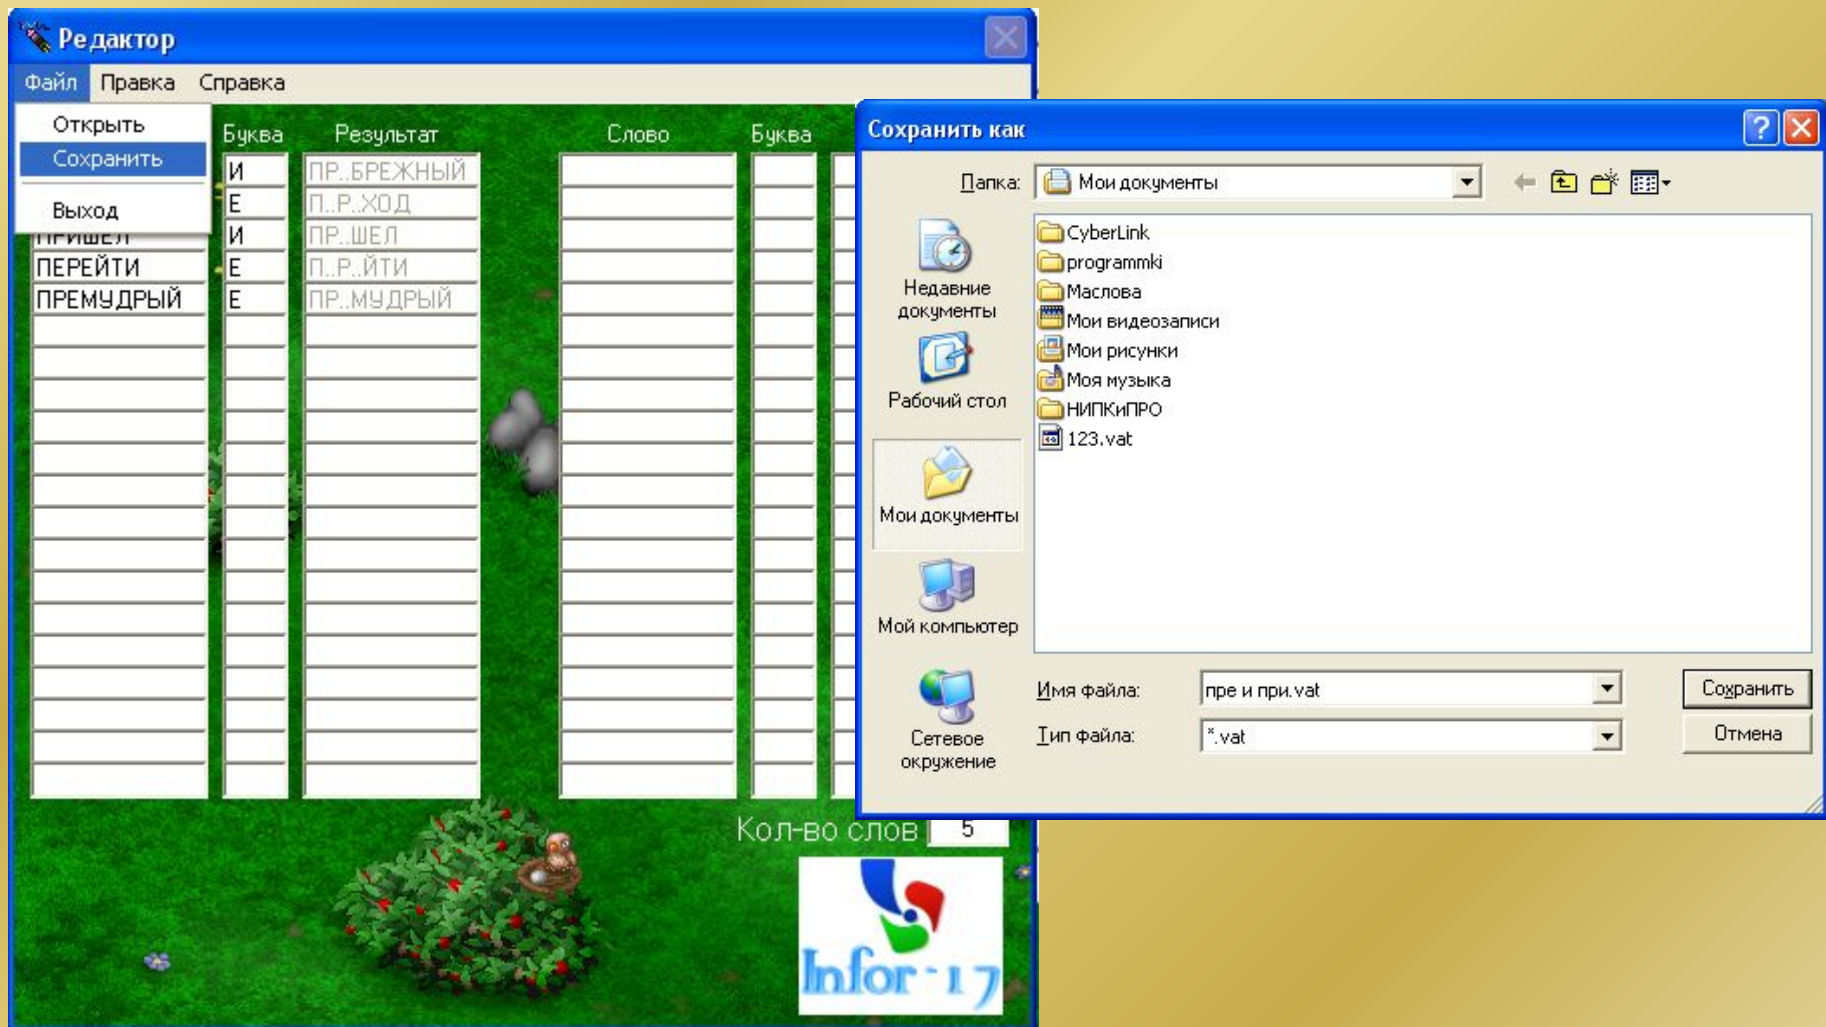 Редактор
Файл Правка Справка
Открыть
Сохранить
Выход
Буква Результат Слово Буква
И ПР..БРЕЖНЫЙ
Е П..Р..ХОД
ПРИШЕЛ И ПР..ШЕЛ
ПЕРЕЙТИ Е П..Р..ЙТИ
ПРЕМУДРЫЙ Е ПР..МУДРЫЙ
Кол-во слов 5
Infor-17
Сохранить как
Папка: Мои документы
Недавние документы
Рабочий стол
Мои документы
Мой компьютер
Сетевое окружение
CyberLink
programmki
Маслова
Мои видеозаписи
Мои рисунки
Моя музыка
НИПКиПРО
123.vat
Имя файла: пре и при.vat Сохранить
Тип файла: *.vat Отмена